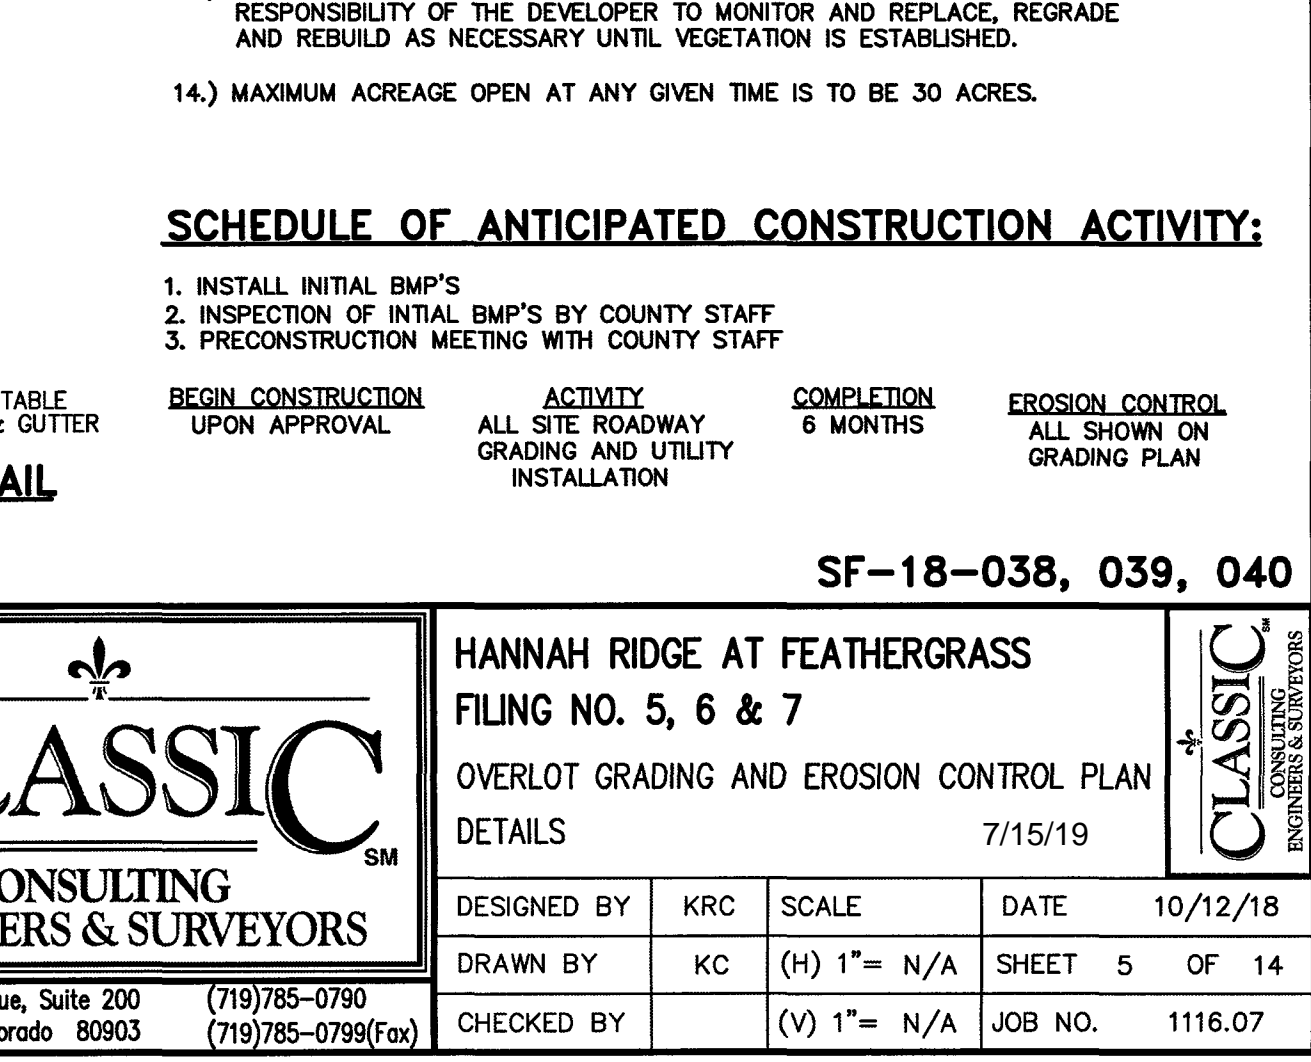 RESPONSIBILITY OF THE DEVELOPER TO MONITOR AND REPLACE, REGRADE
AND REBUILD AS NECESSARY UNTIL VEGETATION IS ESTABLISHED.
14.) MAXIMUM ACREAGE OPEN AT ANY GIVEN TIME IS TO BE 30 ACRES.
SCHEDULE OF ANTICIPATED CONSTRUCTION ACTIVITY:
1. INSTALL INITIAL BMP'S
2. INSPECTION OF INTIAL BMP'S BY COUNTY STAFF
3. PRECONSTRUCTION MEETING WITH COUNTY STAFF
TABLE
GUTTER
AIL
BEGIN CONSTRUCTION
UPON APPROVAL
ACTIVITY
ALL SITE ROADWAY
GRADING AND UTILITY
INSTALLATION
COMPLETION
6 MONTHS
EROSION CONTROL
ALL SHOWN ON
GRADING PLAN
SF-18-038, 039, 040
LASSIC SM
ONSULTING
ERS & SURVEYORS
ue, Suite 200 (719)785-0790
orado 80903 (719)785-0799(Fax)
HANNAH RIDGE AT FEATHERGRASS
FILING NO. 5, 6 & 7
OVERLOT GRADING AND EROSION CONTROL PLAN
DETAILS 7/15/19
CLASSIC SM
CONSULTING
ENGINEERS & SURVEYORS
DESIGNED BY KRC SCALE DATE 10/12/18
DRAWN BY KC (H) 1"= N/A SHEET 5 OF 14
CHECKED BY (V) 1"= N/A JOB NO. 1116.07